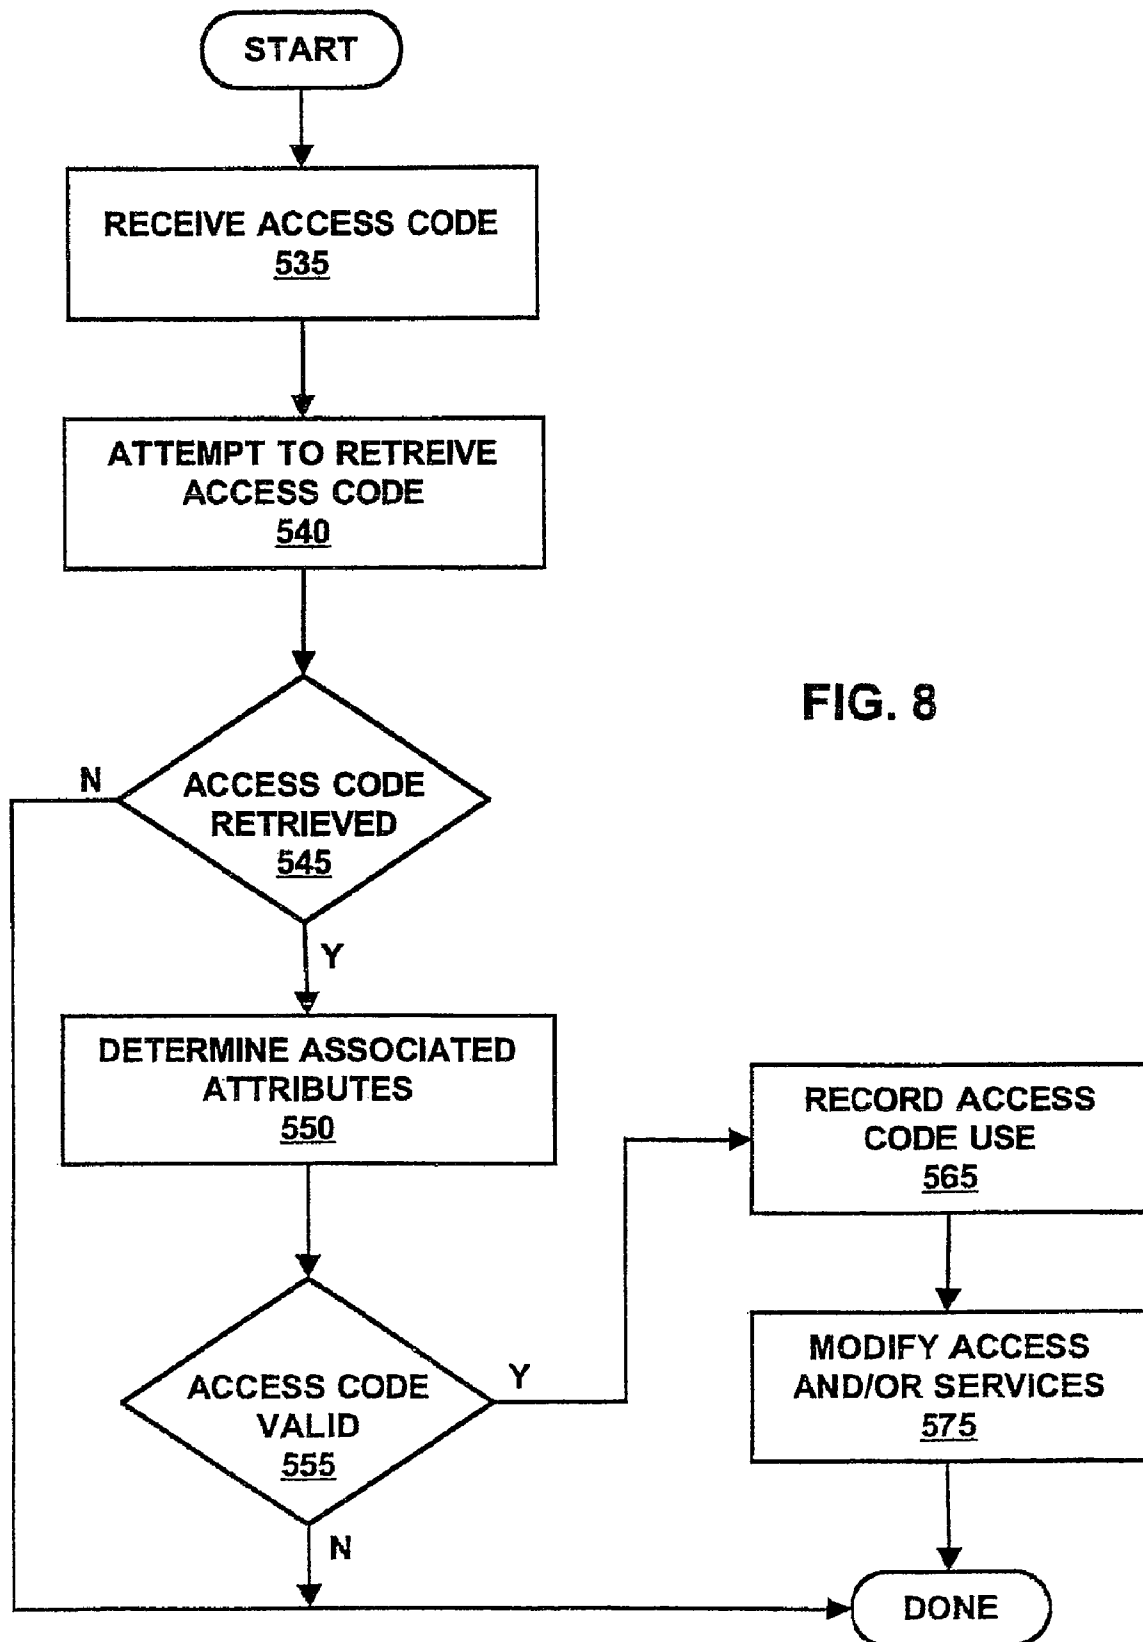 START
RECEIVE ACCESS CODE
535
ATTEMPT TO RETREIVE
ACCESS CODE
540
FIG. 8
N
ACCESS CODE
RETRIEVED
545
Y
DETERMINE ASSOCIATED
ATTRIBUTES
550
RECORD ACCESS
CODE USE
565
ACCESS CODE
VALID
555
Y
N
MODIFY ACCESS
AND/OR SERVICES
575
DONE